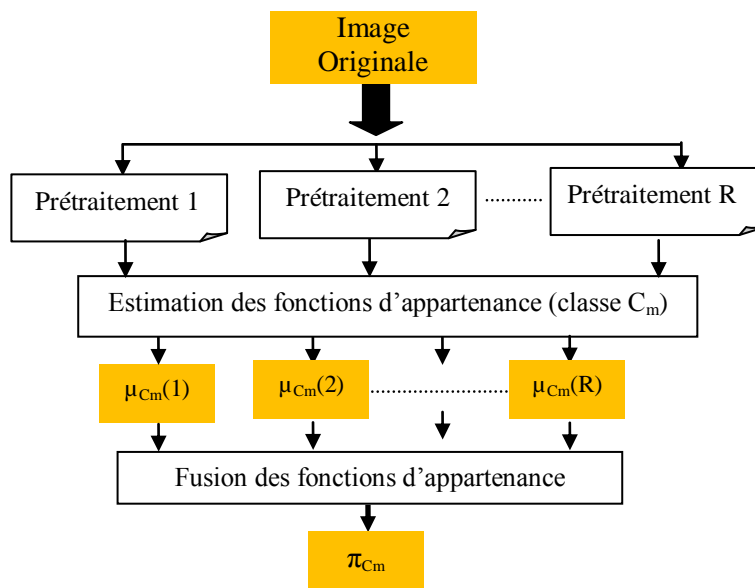 Image
Originale
Prétraitement 1
Prétraitement 2
Prétraitement R
Estimation des fonctions d’appartenance (classe Cm)
μCm(1)
μCm(2)
μCm(R)
Fusion des fonctions d’appartenance
πCm